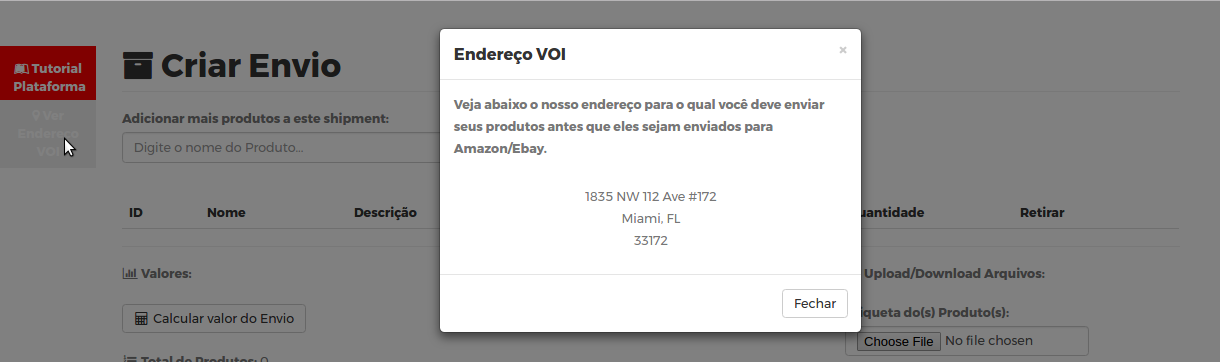 Tutorial
Plataforma
Ver
Endereço
VOI
Criar Envio
Adicionar mais produtos a este shipment:
Digite o nome do Produto...
ID Nome Descrição uantidade Retirar
Valores:
Calcular valor do Envio
Total de Produtos: 0
Endereço VOI
×
Veja abaixo o nosso endereço para o qual você deve enviar
seus produtos antes que eles sejam enviados para
Amazon/Ebay.
1835 NW 112 Ave #172
Miami, FL
33172
Fechar
Upload/Download Arquivos:
iqueta do(s) Produto(s):
Choose File No file chosen